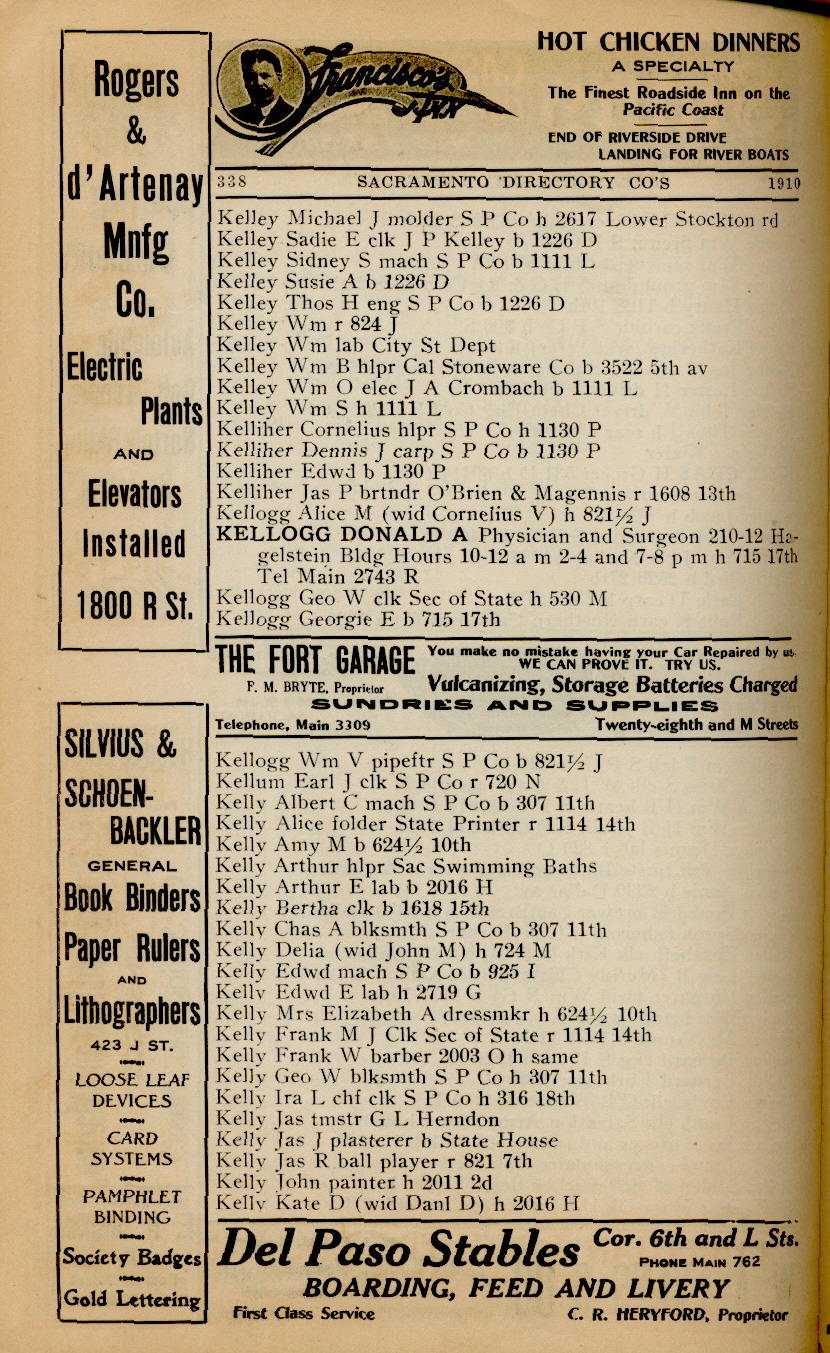 Rogers
&
d'Artenay
Mnfg
Co.
Electric
Plants
AND
Elevators
Installed
1800 R St.
Francisco's
Inn
HOT CHICKEN DINNERS
A SPECIALTY
The Finest Roadside Inn on the
Pacific Coast
END OF RIVERSIDE DRIVE
LANDING FOR RIVER BOATS
338 SACRAMENTO DIRECTORY CO'S 1910
Kelley Michael J molder S P Co h 2617 Lower Stockton rd
Kelley Sadie E clk J P Kelley b 1226 D
Kelley Sidney S mach S P Co b 1111 L
Kelley Susie A b 1226 D
Kelley Thos H eng S P Co b 1226 D
Kelley Wm r 824 J
Kelley Wm lab City St Dept
Kelley Wm B hlpr Cal Stoneware Co b 3522 5th av
Kelley Wm O elec J A Crombach b 1111 L
Kelley Wm S h 1111 L
Kelliher Cornelius hlpr S P Co h 1130 P
Kelliher Dennis J carp S P Co b 1130 P
Kelliher Edwd b 1130 P
Kelliher Jas P brtndr O'Brien & Magennis r 1608 13th
Kellogg Alice M (wid Cornelius V) h 821½ J
KELLOGG DONALD A Physician and Surgeon 210-12 Ha-
gelstein Bldg Hours 10-12 a m 2-4 and 7-8 p m h 715 17th
Tel Main 2743 R
Kellogg Geo W clk Sec of State h 530 M
Kellogg Georgie E b 715 17th
THE FORT GARAGE
F. M. BRYTE, Proprietor
You make no mistake having your Car Repaired by us.
WE CAN PROVE IT. TRY US.
Vulcanizing, Storage Batteries Charged
SUNDRIES AND SUPPLIES
Telephone, Main 3309 Twenty-eighth and M Streets
SILVIUS &
SCHOEN-
BACKLER
GENERAL
Book Binders
Paper Rulers
AND
Lithographers
423 J ST.
LOOSE LEAF
DEVICES
CARD
SYSTEMS
PAMPHLET
BINDING
Society Badges
Gold Lettering
Kellogg Wm V pipeftr S P Co b 821½ J
Kellum Earl J clk S P Co r 720 N
Kelly Albert C mach S P Co b 307 11th
Kelly Alice folder State Printer r 1114 14th
Kelly Amy M b 624½ 10th
Kelly Arthur hlpr Sac Swimming Baths
Kelly Arthur E lab b 2016 H
Kelly Bertha clk b 1618 15th
Kelly Chas A blksmth S P Co b 307 11th
Kelly Delia (wid John M) h 724 M
Kelly Edwd mach S P Co b 925 I
Kelly Edwd E lab h 2719 G
Kelly Mrs Elizabeth A dressmkr h 624½ 10th
Kelly Frank M J Clk Sec of State r 1114 14th
Kelly Frank W barber 2003 O h same
Kelly Geo W blksmth S P Co h 307 11th
Kelly Ira L chf clk S P Co h 316 18th
Kelly Jas tmstr G L Herndon
Kelly Jas J plasterer b State House
Kelly Jas R ball player r 821 7th
Kelly John painter h 2011 2d
Kelly Kate D (wid Danl D) h 2016 H
Del Paso Stables
Cor. 6th and L Sts.
PHONE MAIN 762
BOARDING, FEED AND LIVERY
First Class Service C. R. HERYFORD, Proprietor